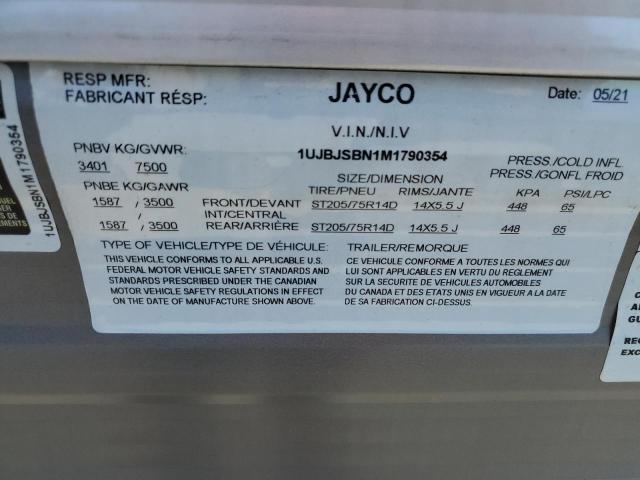 RESP MFR: JAYCO Date: 05/21
FABRICANT RÉSP:
V.I.N./N.I.V
PNBV KG/GVWR: 1UJBJSBN1M1790354 PRESS./COLD INFL
3401 7500 SIZE/DIMENSION PRESS./GONFL FROID
PNBE KG/GAWR TIRE/PNEU RIMS/JANTE KPA PSI/LPC
1587 / 3500 FRONT/DEVANT ST205/75R14D 14X5.5 J 448 65
INT/CENTRAL
1587 / 3500 REAR/ARRIÈRE ST205/75R14D 14X5.5 J 448 65
TYPE OF VEHICLE/TYPE DE VÉHICULE: TRAILER/REMORQUE
THIS VEHICLE CONFORMS TO ALL APPLICABLE U.S.
FEDERAL MOTOR VEHICLE SAFETY STANDARDS AND
STANDARDS PRESCRIBED UNDER THE CANADIAN
MOTOR VEHICLE SAFETY REGULATIONS IN EFFECT
ON THE DATE OF MANUFACTURE SHOWN ABOVE.
CE VÉHICULE CONFORME A TOUTES LES NORMES QUI
LUI SONT APPLICABLES EN VERTU DU REGLEMENT
SUR LA SECURITE DE VEHICULES AUTOMOBILES
DU CANADA ET DES ETATS UNIS EN VIGUEUR A LA DATE
DE SA FABRICATION CI-DESSUS.
1UJBJSBN1M1790354